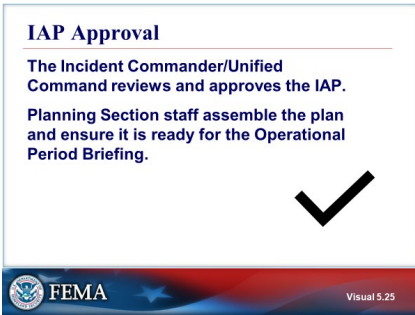 IAP Approval
The Incident Commander/Unified
Command reviews and approves the IAP.
Planning Section staff assemble the plan
and ensure it is ready for the Operational
Period Briefing.
FEMA
Visual 5.25